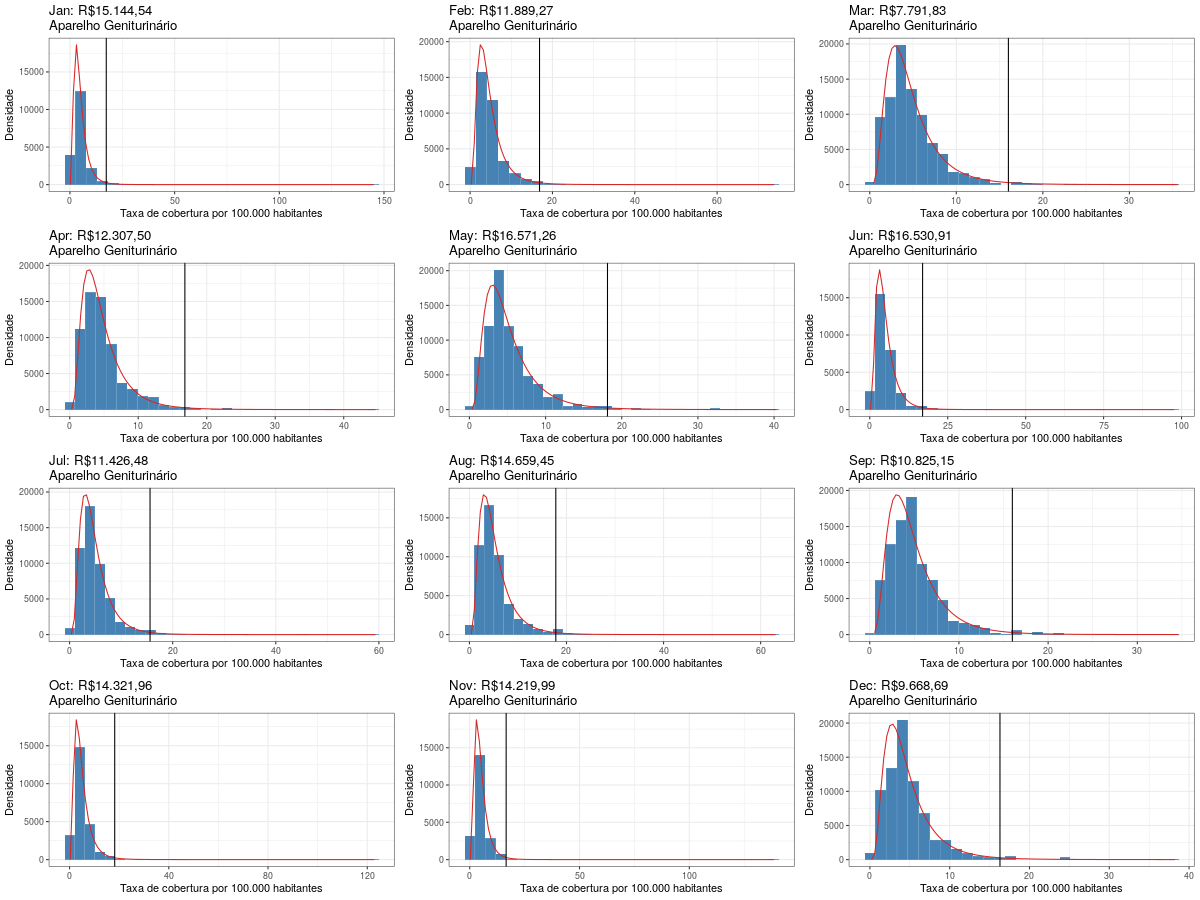 Jan: R$15.144,54
Aparelho Geniturinário
Densidade
15000
10000
5000
0
0
50
100
150
Taxa de cobertura por 100.000 habitantes
Feb: R$11.889,27
Aparelho Geniturinário
Densidade
20000
15000
10000
5000
0
0
20
40
60
Taxa de cobertura por 100.000 habitantes
Mar: R$7.791,83
Aparelho Geniturinário
Densidade
20000
15000
10000
5000
0
0
10
20
30
Taxa de cobertura por 100.000 habitantes
Apr: R$12.307,50
Aparelho Geniturinário
Densidade
20000
15000
10000
5000
0
0
10
20
30
40
Taxa de cobertura por 100.000 habitantes
May: R$16.571,26
Aparelho Geniturinário
Densidade
20000
15000
10000
5000
0
0
10
20
30
40
Taxa de cobertura por 100.000 habitantes
Jun: R$16.530,91
Aparelho Geniturinário
Densidade
15000
10000
5000
0
0
25
50
75
100
Taxa de cobertura por 100.000 habitantes
Jul: R$11.426,48
Aparelho Geniturinário
Densidade
20000
15000
10000
5000
0
0
20
40
60
Taxa de cobertura por 100.000 habitantes
Aug: R$14.659,45
Aparelho Geniturinário
Densidade
15000
10000
5000
0
0
20
40
60
Taxa de cobertura por 100.000 habitantes
Sep: R$10.825,15
Aparelho Geniturinário
Densidade
20000
15000
10000
5000
0
0
10
20
30
Taxa de cobertura por 100.000 habitantes
Oct: R$14.321,96
Aparelho Geniturinário
Densidade
15000
10000
5000
0
0
40
80
120
Taxa de cobertura por 100.000 habitantes
Nov: R$14.219,99
Aparelho Geniturinário
Densidade
15000
10000
5000
0
0
50
100
Taxa de cobertura por 100.000 habitantes
Dec: R$9.668,69
Aparelho Geniturinário
Densidade
20000
15000
10000
5000
0
0
10
20
30
40
Taxa de cobertura por 100.000 habitantes